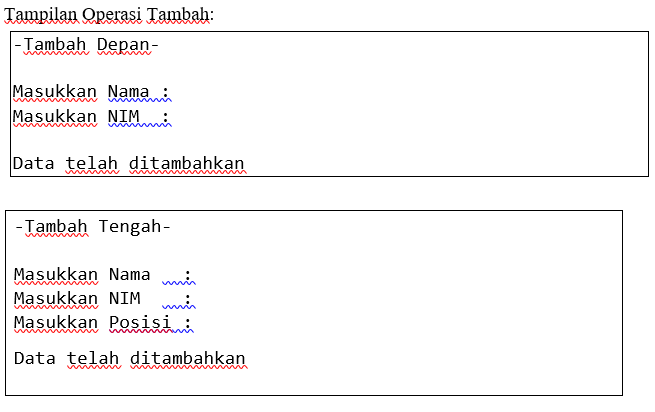 Tampilan Operasi Tambah:
-Tambah Depan-
Masukkan Nama :
Masukkan NIM  :
Data telah ditambahkan
-Tambah Tengah-
Masukkan Nama   :
Masukkan NIM    :
Masukkan Posisi :
Data telah ditambahkan